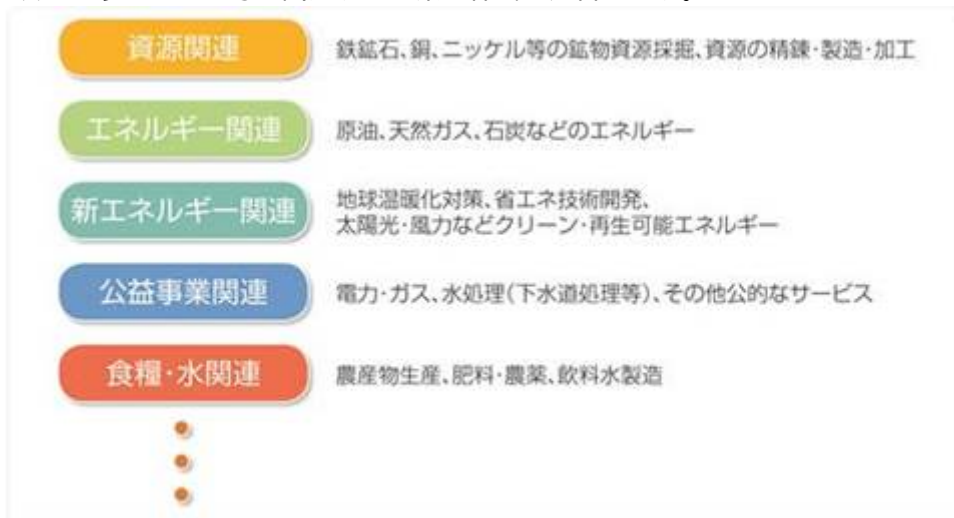 資源関連
鉄鉱石、銅、ニッケル等の鉱物資源採掘、資源の精錬・製造・加工
エネルギー関連
原油、天然ガス、石炭などのエネルギー
新エネルギー関連
地球温暖化対策、省エネ技術開発、
太陽光・風力などクリーン・再生可能エネルギー
公益事業関連
電力・ガス、水処理(下水道処理等)、その他公的なサービス
食糧・水関連
農産物生産、肥料・農薬、飲料水製造